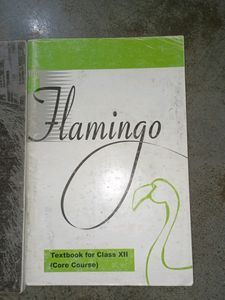 Flamingo
Textbook for Class XII
(Core Course)